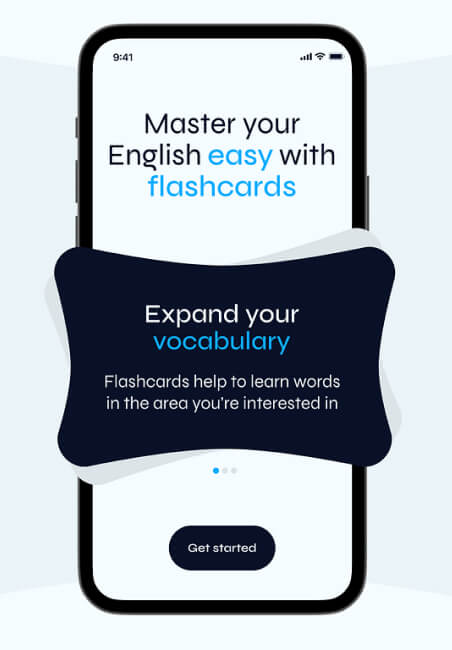 9:41
Master your
English easy with
flashcards
Expand your
vocabulary
Flashcards help to learn words
in the area you're interested in
Get started